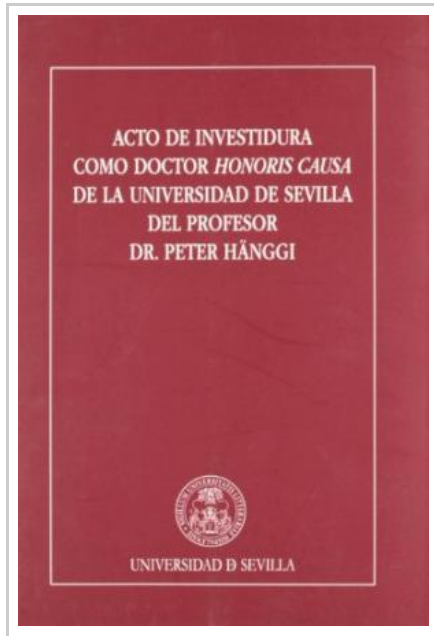 ACTO DE INVESTIDURA
COMO DOCTOR HONORIS CAUSA
DE LA UNIVERSIDAD DE SEVILLA
DEL PROFESOR
DR. PETER HÄNGGI
UNIVERSIDAD Ð SEVILLA